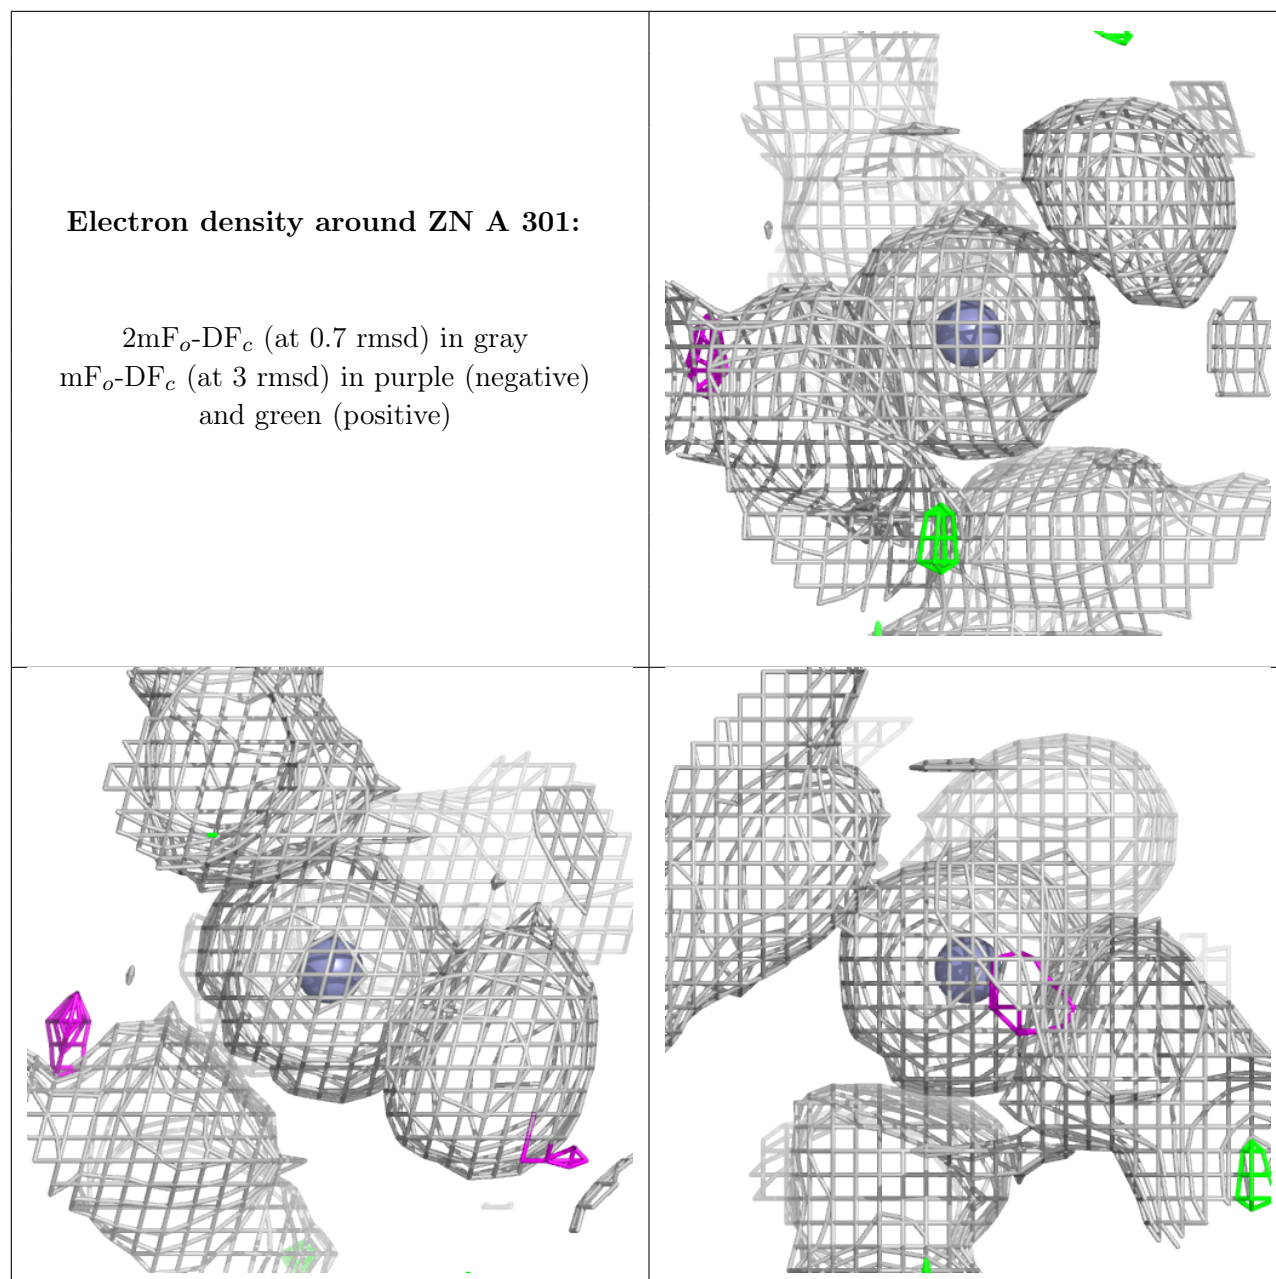 Electron density around ZN A 301:
2mFo-DFc (at 0.7 rmsd) in gray
mFo-DFc (at 3 rmsd) in purple (negative)
and green (positive)